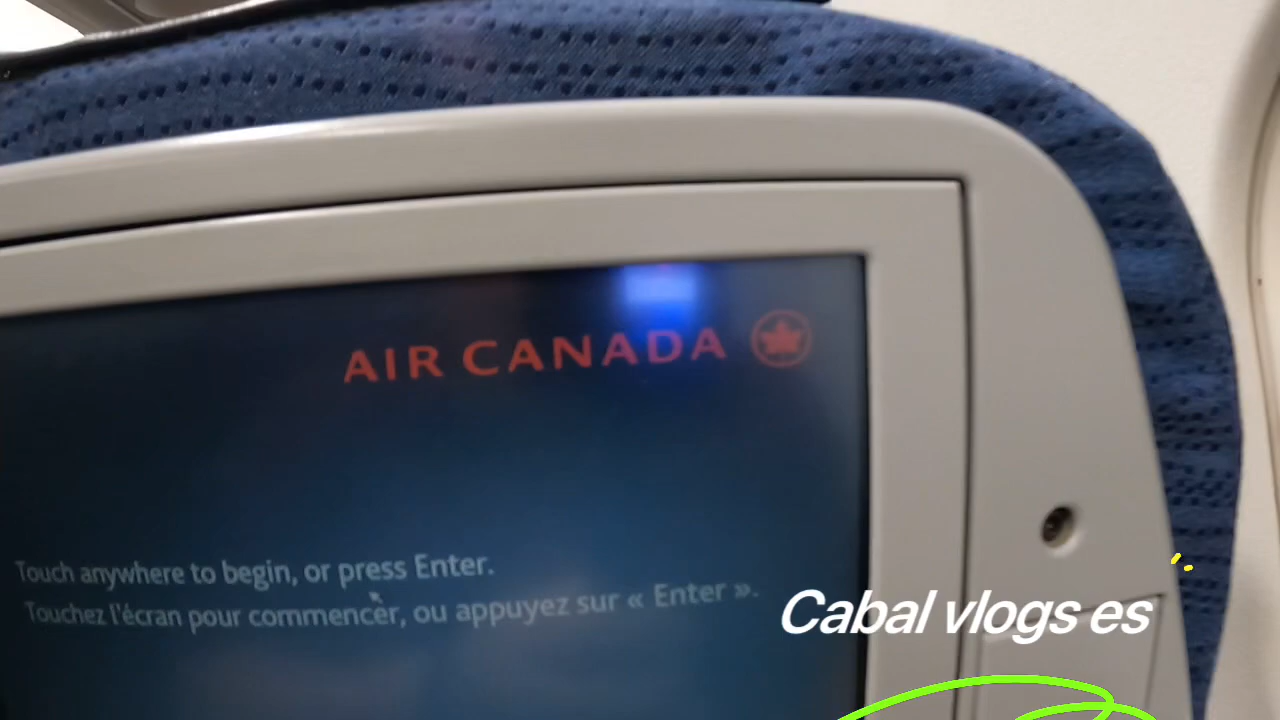 AIR CANADA
Touch anywhere to begin, or press Enter.
Touchez l'écran pour commencer, ou appuyez sur « Enter ».
Cabal vlogs es